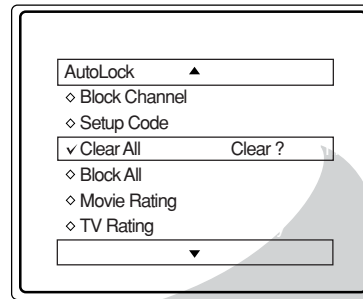 AutoLock ▲
◇ Block Channel
◇ Setup Code
✓ Clear All Clear ?
◇ Block All
◇ Movie Rating
◇ TV Rating
▼